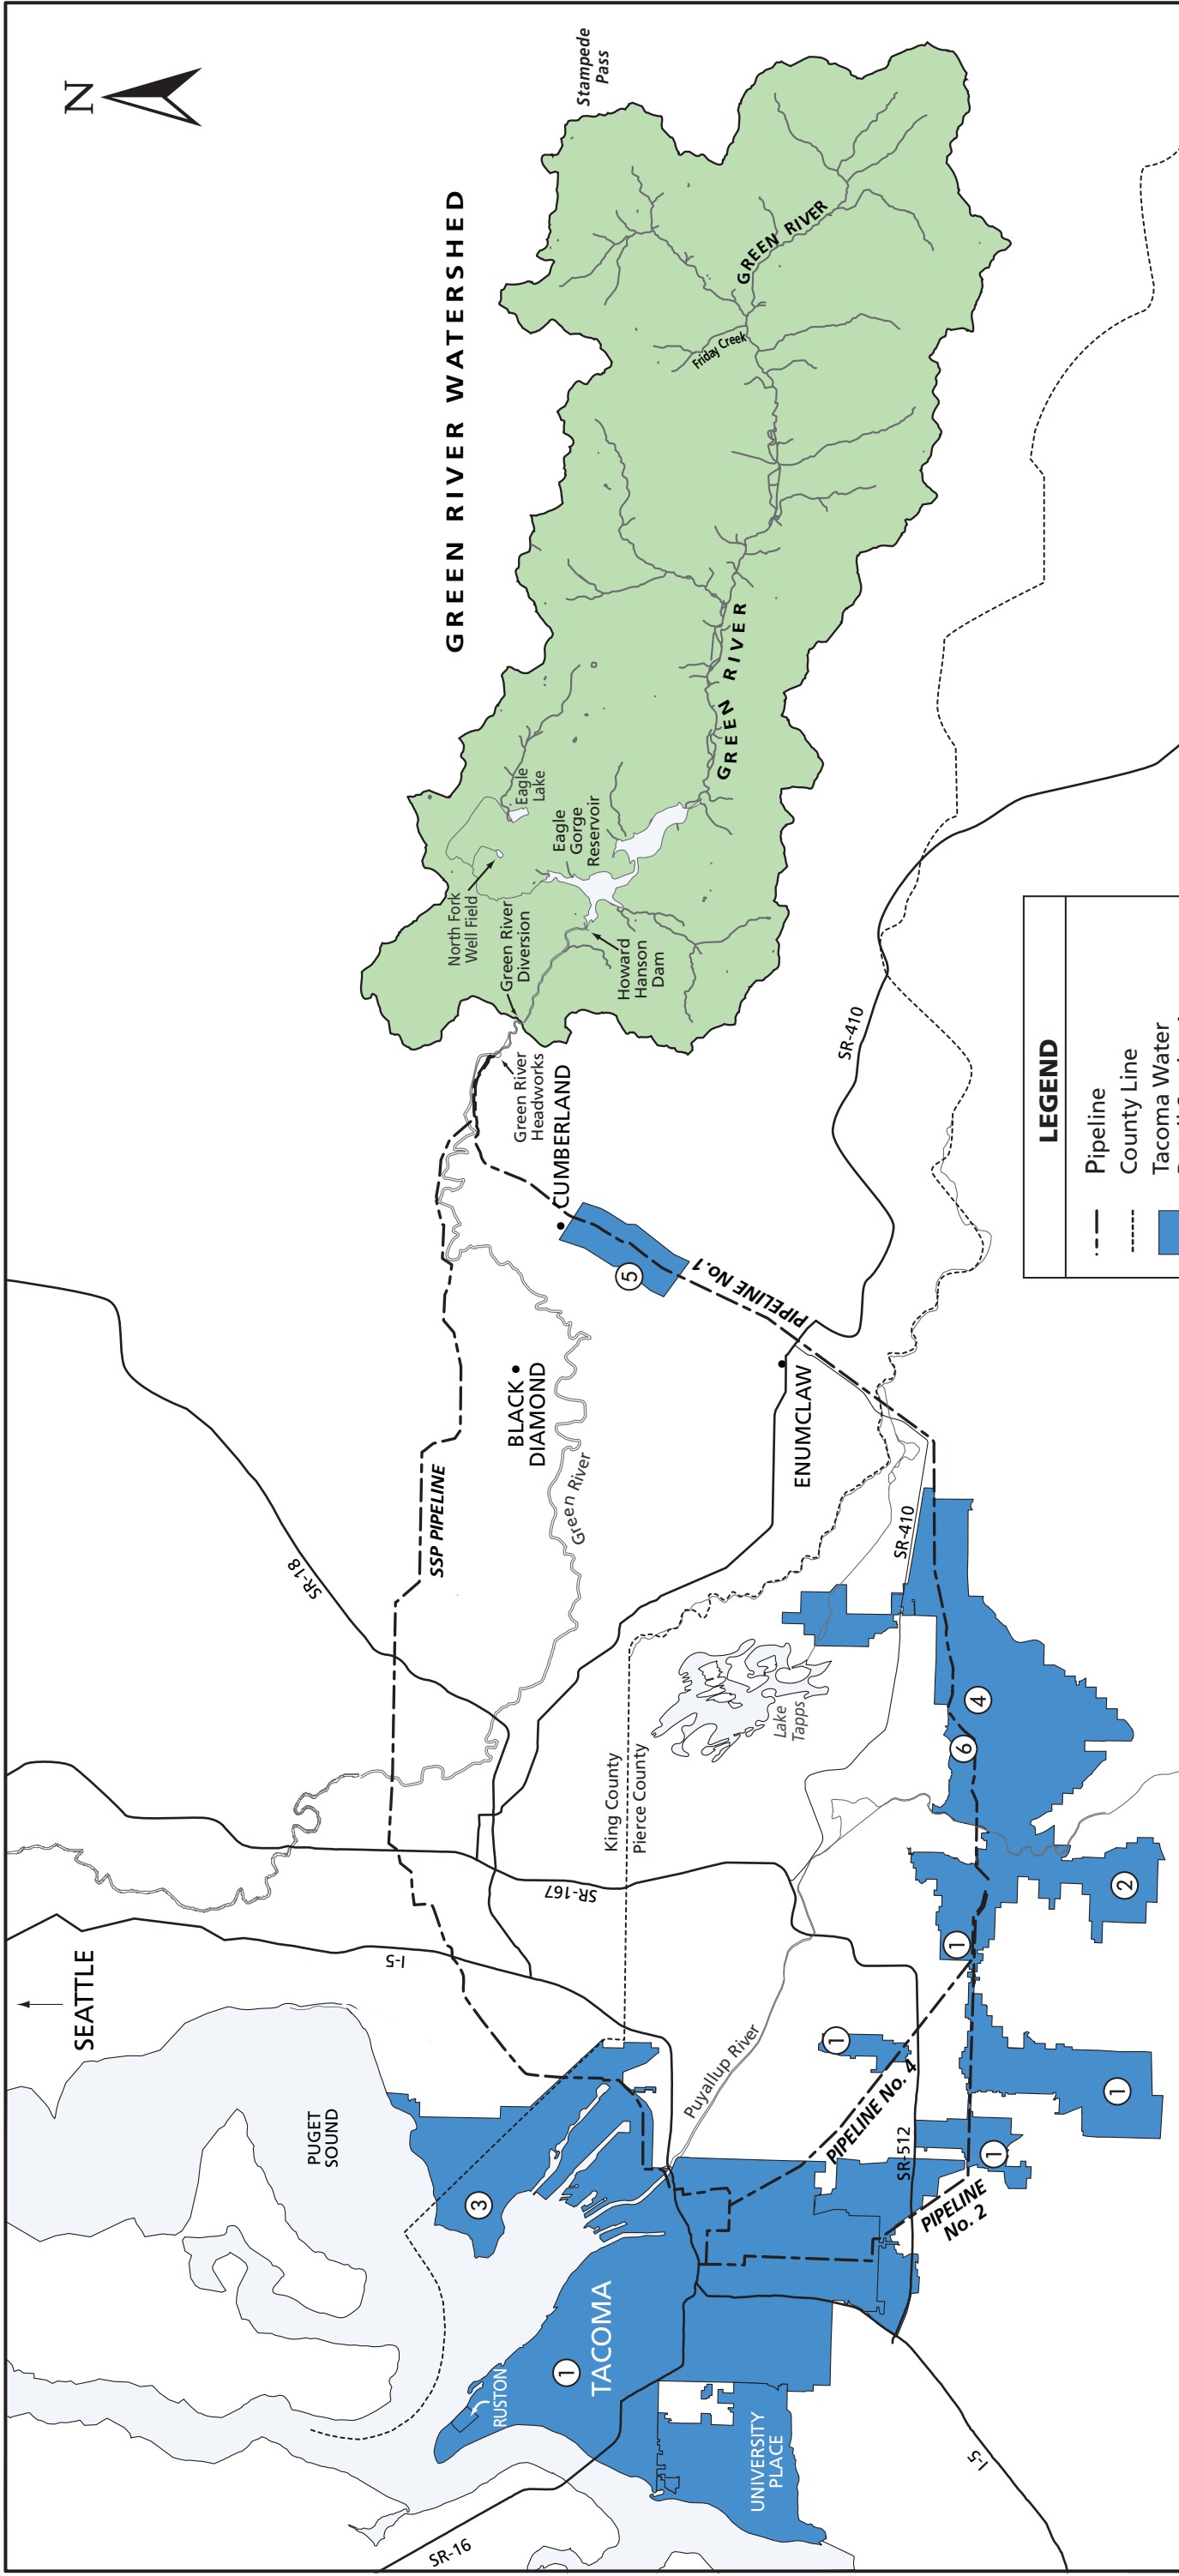 N
Stampede
Pass
GREEN RIVER WATERSHED
GREEN RIVER
Friday Creek
GREEN RIVER
Eagle
Lake
Eagle
Gorge
Reservoir
North Fork
Well Field
Green River
Diversion
Howard
Hanson
Dam
Green River
Headworks
CUMBERLAND
5
PIPELINE No.1
SR-410
BLACK
DIAMOND
Green River
ENUMCLAW
SSP PIPELINE
SR-18
SR-410
Lake
Tapps
King County
Pierce County
4
6
2
1
SR-167
I-5
SEATTLE
PUGET
SOUND
Puyallup River
1
PIPELINE No. 4
SR-512
1
1
PIPELINE
No. 2
3
TACOMA
1
RUSTON
UNIVERSITY
PLACE
SR-16
I-5
LEGEND
Pipeline
County Line
Tacoma Water